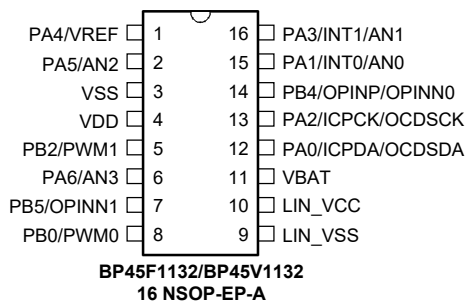 PA4/VREF 1 16 PA3/INT1/AN1
PA5/AN2 2 15 PA1/INT0/AN0
VSS 3 14 PB4/OPINP/OPINN0
VDD 4 13 PA2/ICPCK/OCDSCK
PB2/PWM1 5 12 PA0/ICPDA/OCDSDA
PA6/AN3 6 11 VBAT
PB5/OPINN1 7 10 LIN_VCC
PB0/PWM0 8 9 LIN_VSS
BP45F1132/BP45V1132
16 NSOP-EP-A